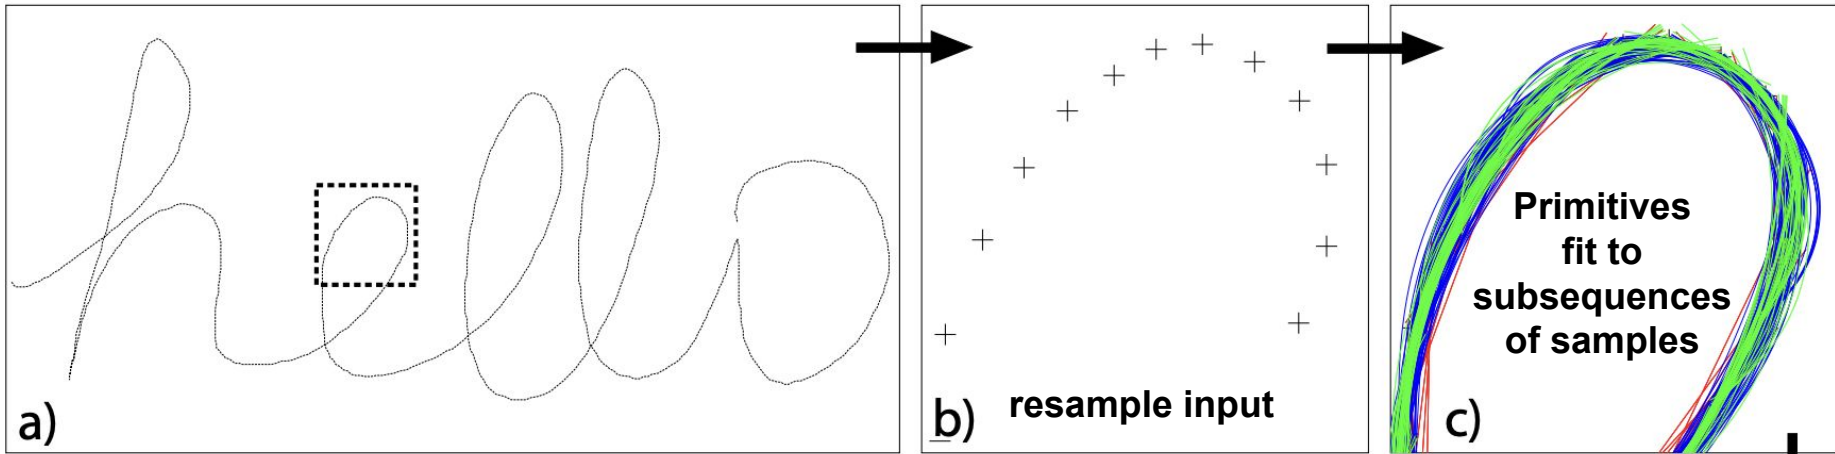 hello
a)
resample input
b)
Primitives
fit to
subsequences
of samples
c)